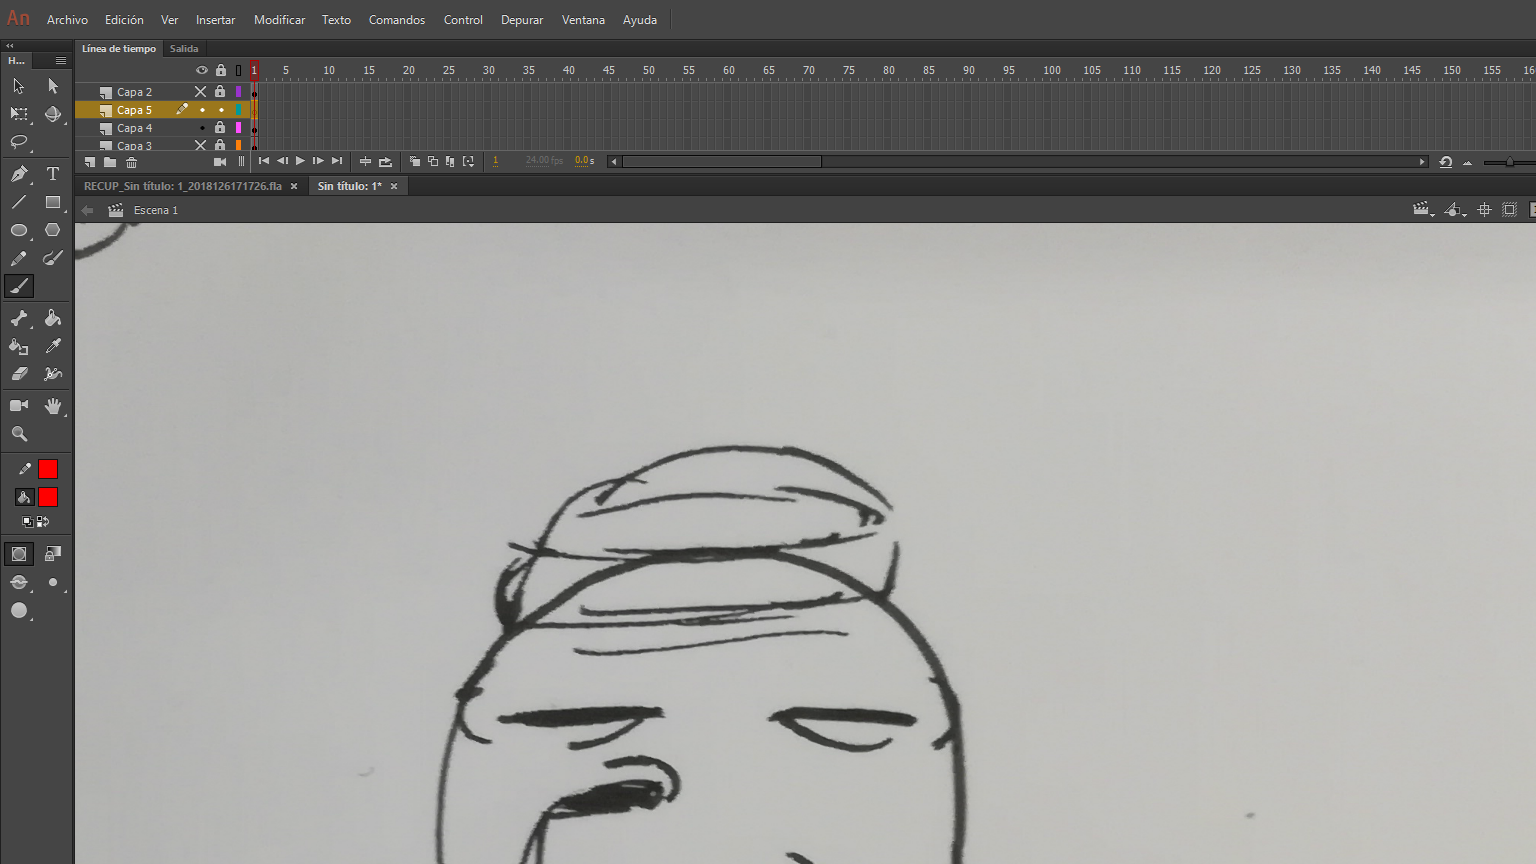 An Archivo Edición Ver Insertar Modificar Texto Comandos Control Depurar Ventana Ayuda
H... Línea de tiempo Salida
1 5 10 15 20 25 30 35 40 45 50 55 60 65 70 75 80 85 90 95 100 105 110 115 120 125 130 135 140 145 150 155 16
Capa 2
Capa 5
Capa 4
Capa 3
1 24.00 fps 0.0 s
RECUP_Sin título: 1_2018126171726.fla × Sin título: 1* ×
Escena 1